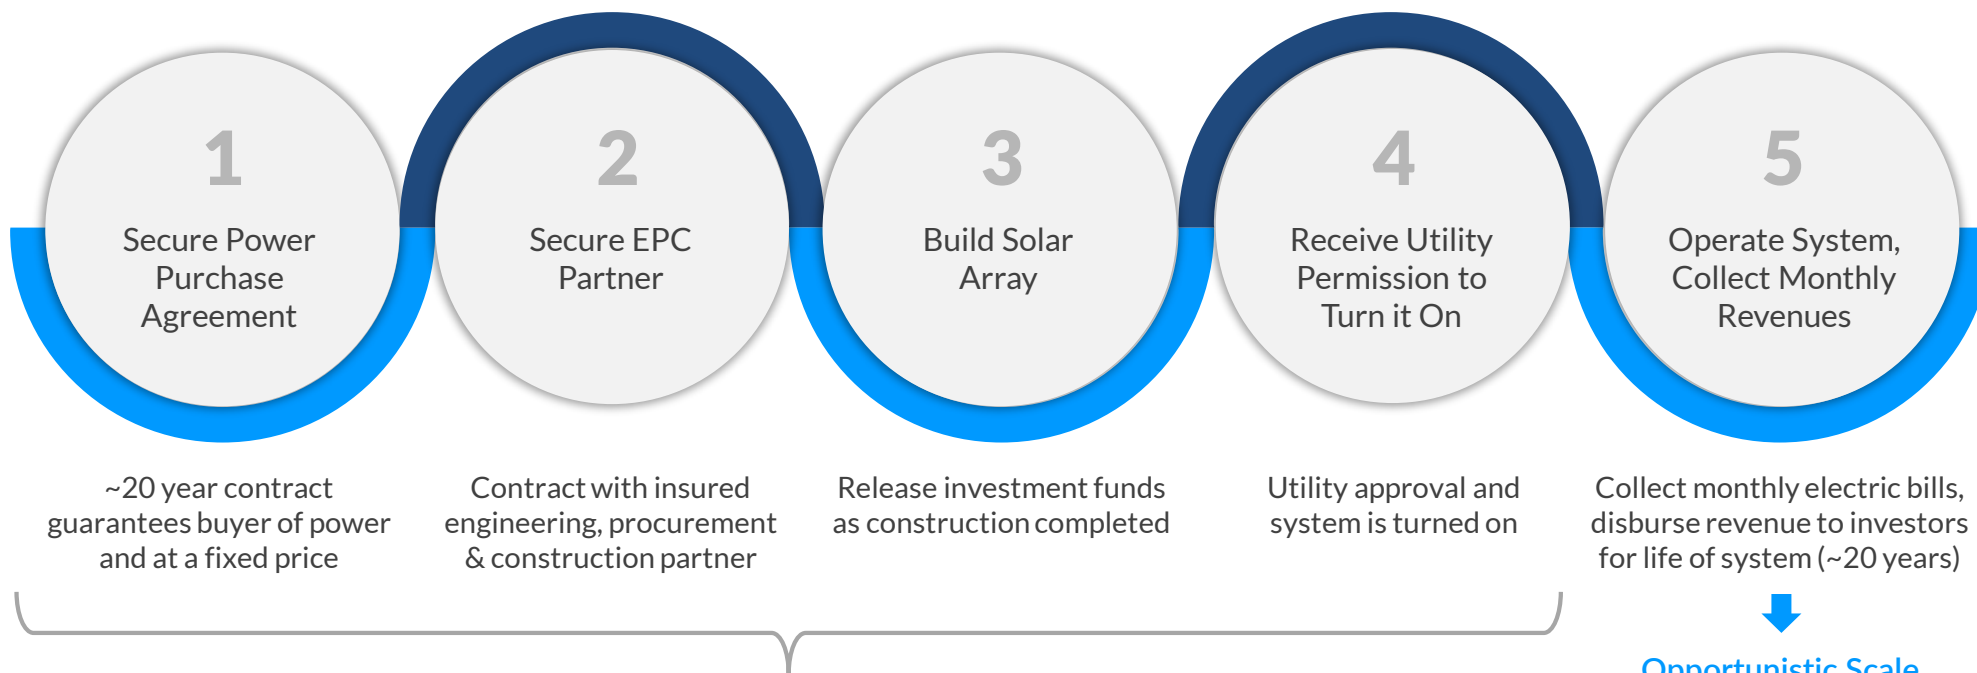 1
Secure Power
Purchase
Agreement
~20 year contract
guarantees buyer of power
and at a fixed price
2
Secure EPC
Partner
Contract with insured
engineering, procurement
& construction partner
3
Build Solar
Array
Release investment funds
as construction completed
4
Receive Utility
Permission to
Turn it On
Utility approval and
system is turned on
5
Operate System,
Collect Monthly
Revenues
Collect monthly electric bills,
disburse revenue to investors
for life of system (~20 years)
Opportunistic Scale